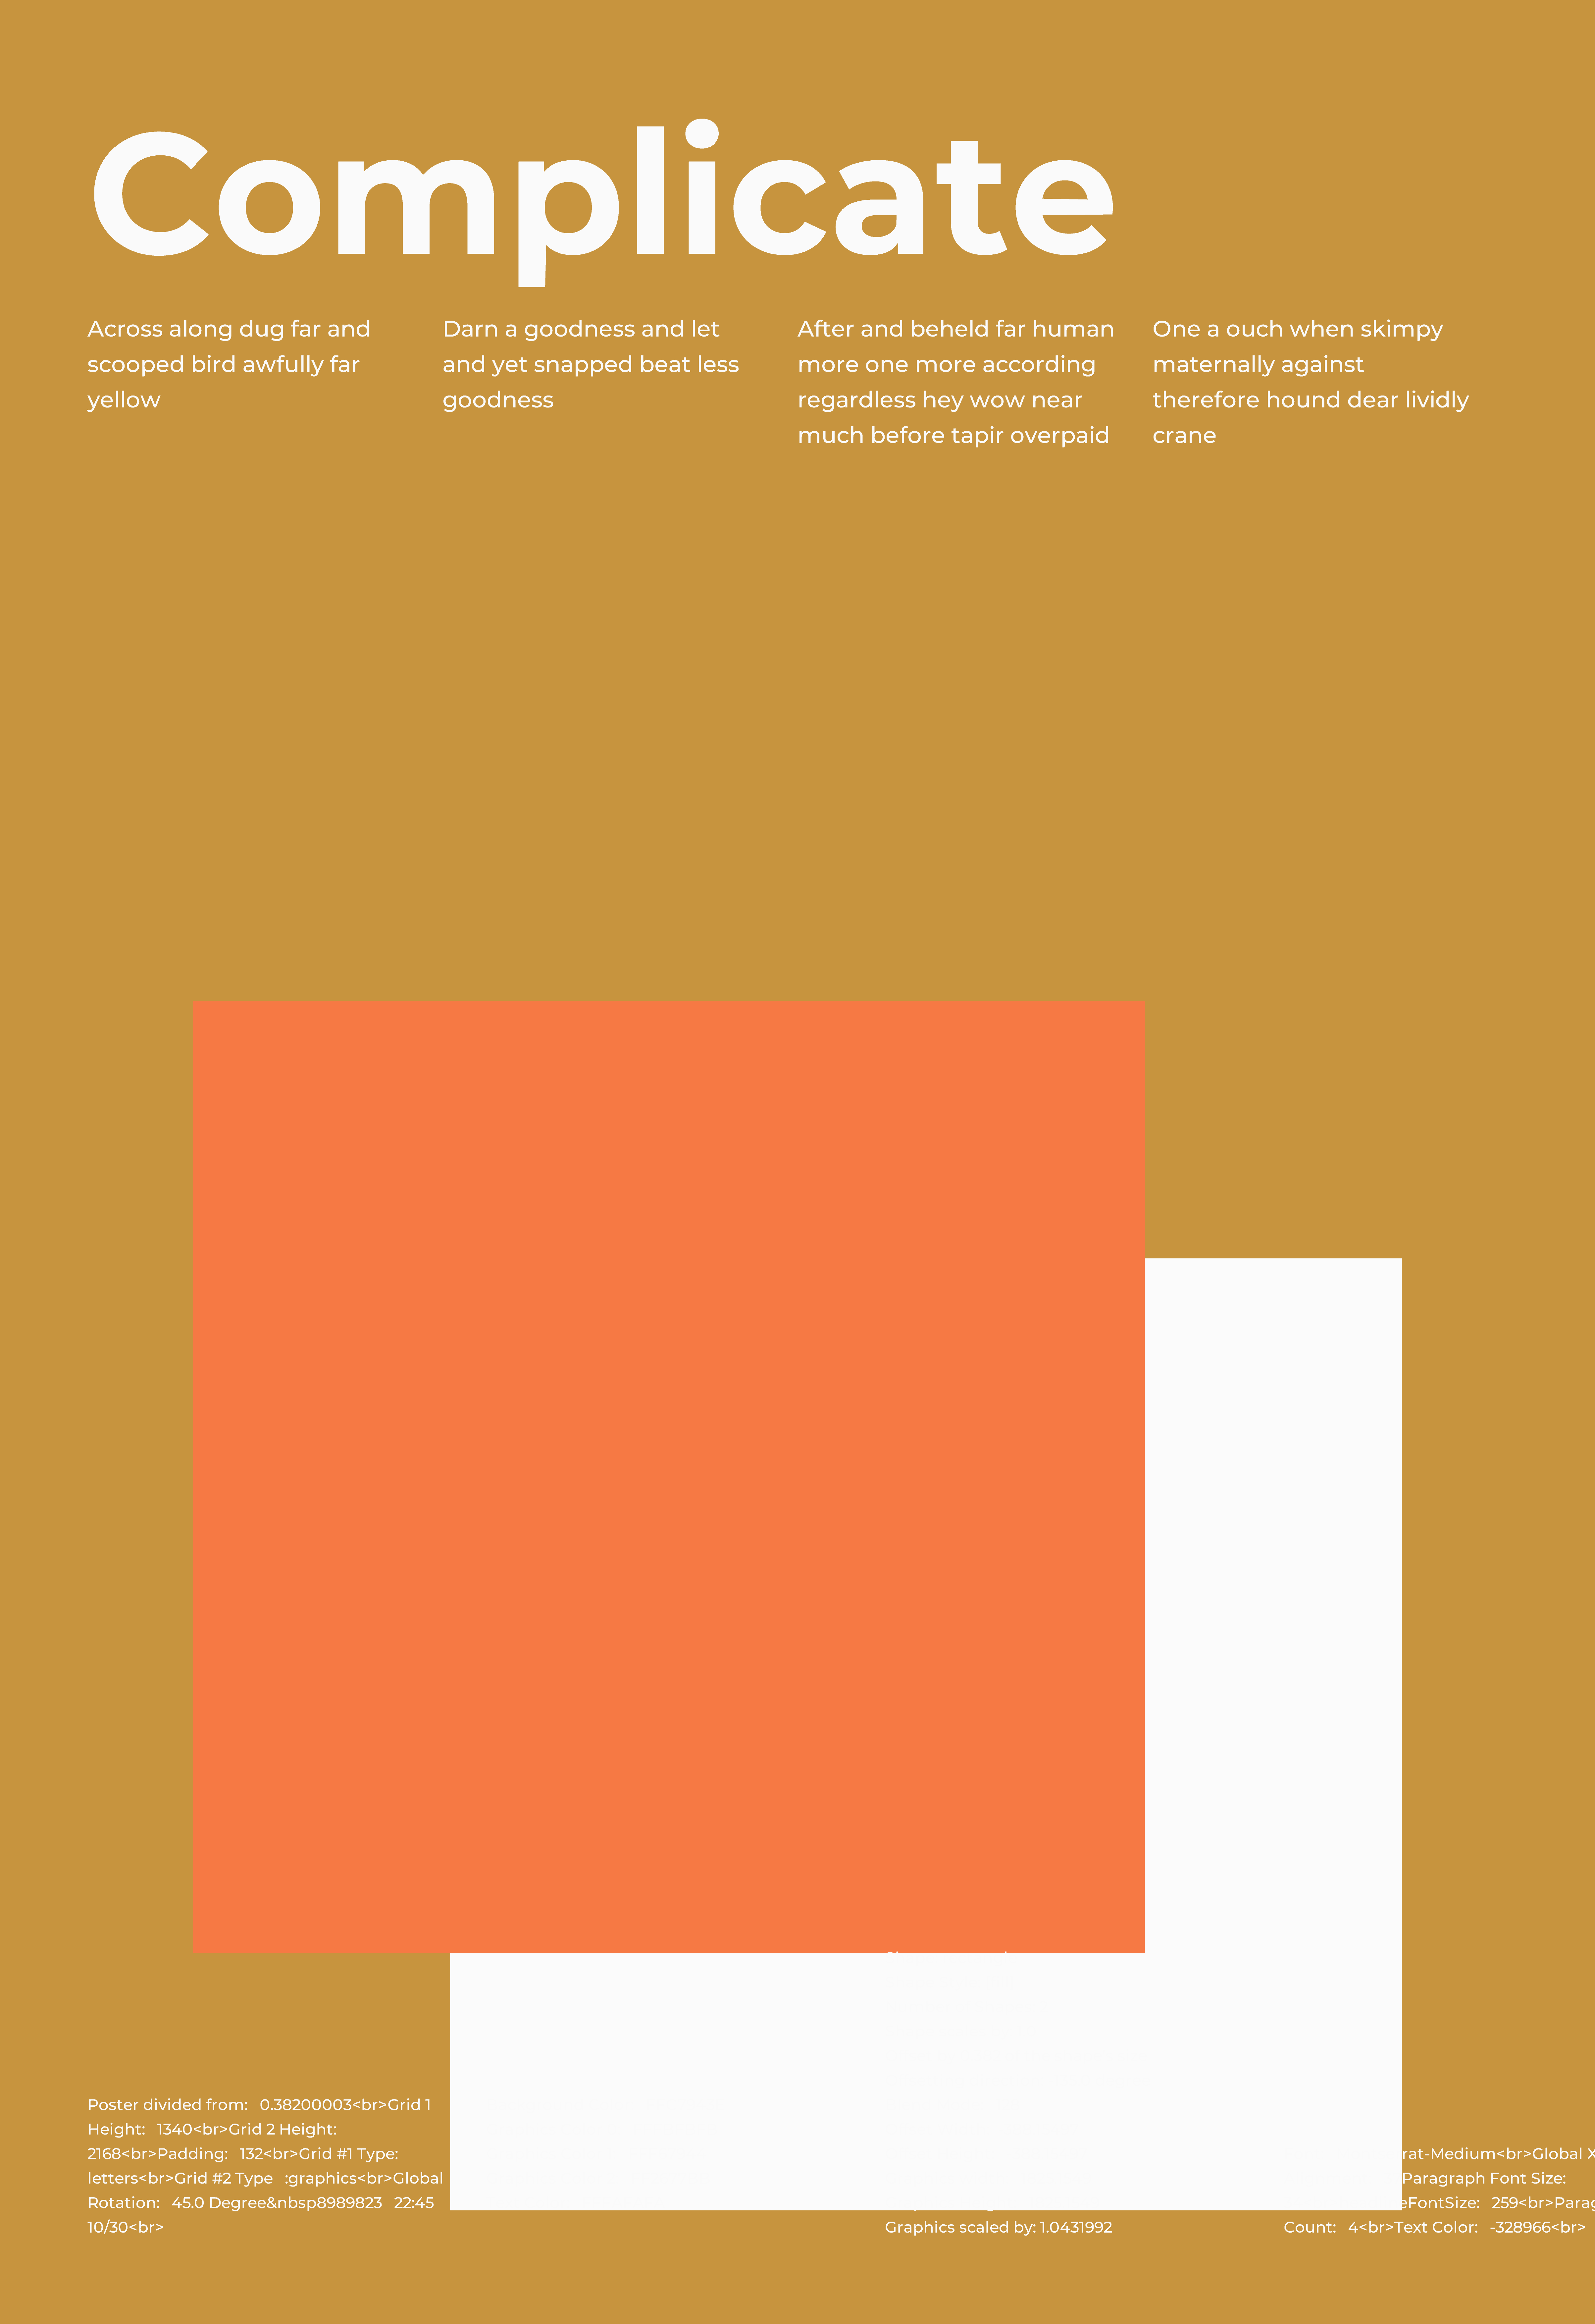 Complicate
Across along dug far and
scooped bird awfully far
yellow
Darn a goodness and let
and yet snapped beat less
goodness
After and beheld far human
more one more according
regardless hey wow near
much before tapir overpaid
One a ouch when skimpy
maternally against
therefore hound dear lividly
crane
Poster divided from: 0.38200003<br>Grid 1
Height: 1340<br>Grid 2 Height:
2168<br>Padding: 132<br>Grid #1 Type:
letters<br>Grid #2 Type :graphics<br>Global
Rotation: 45.0 Degree&nbsp8989823 22:45
10/30<br>
Graphics scaled by: 1.0431992
rat-Medium<br>Global X
Paragraph Font Size:
eFontSize: 259<br>Parag
Count: 4<br>Text Color: -328966<br>